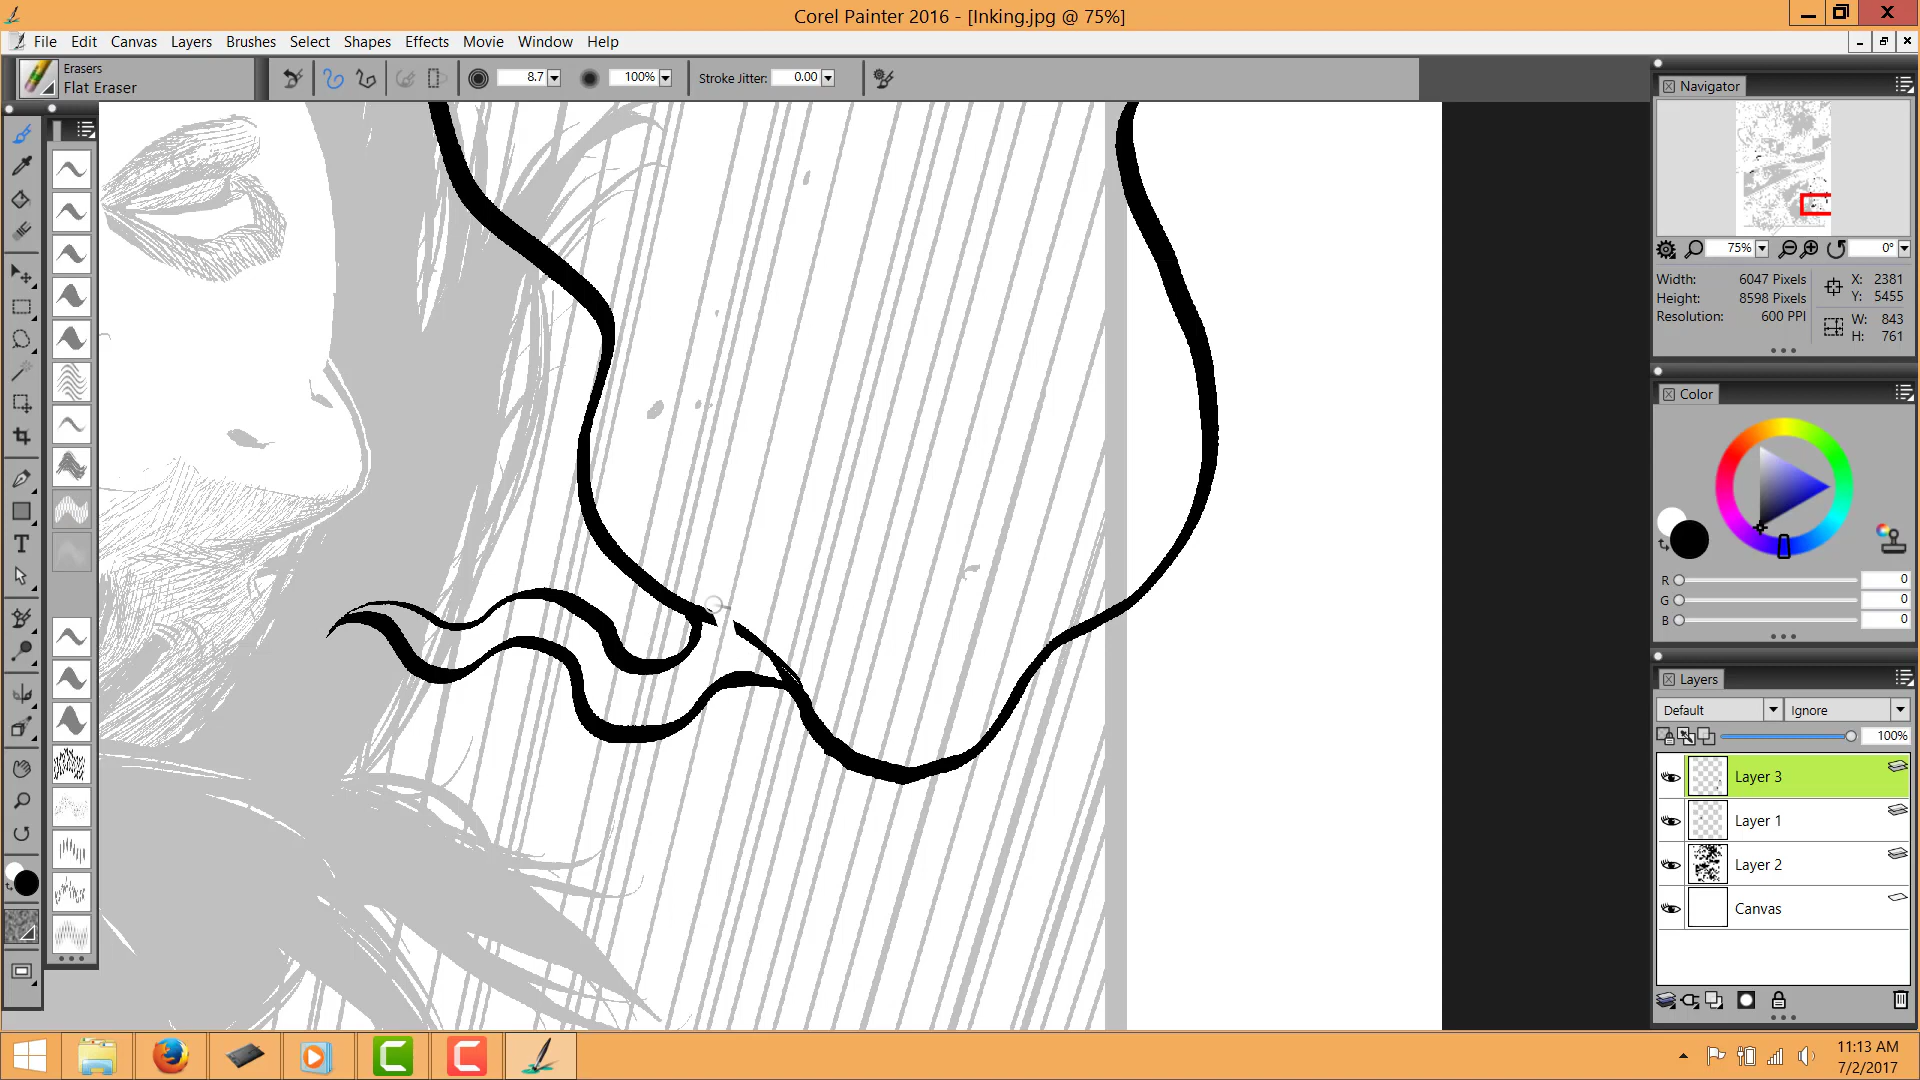 Corel Painter 2016 - [Inking.jpg @ 75%]
File Edit Canvas Layers Brushes Select Shapes Effects Movie Window Help
Erasers
Flat Eraser
8.7
100%
Stroke Jitter: 0.00
Navigator
75%
0°
Width: 6047 Pixels
Height: 8598 Pixels
Resolution: 600 PPI
X: 2381
Y: 5455
W: 843
H: 761
Color
R 0
G 0
B 0
Layers
Default Ignore
100%
Layer 3
Layer 1
Layer 2
Canvas
11:13 AM
7/2/2017